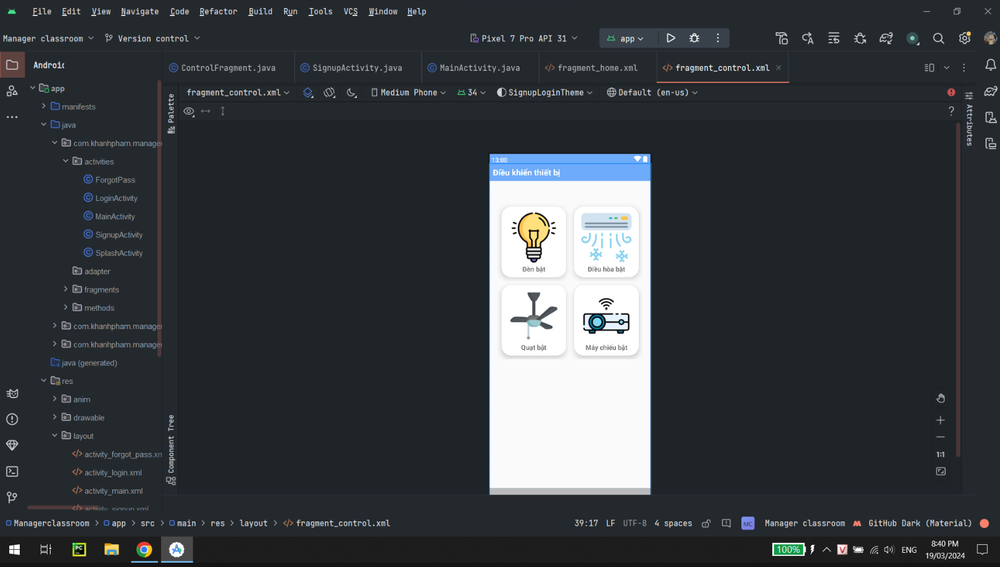 File Edit View Navigate Code Refactor Build Run Tools VCS Window Help
Manager classroom Version control Pixel 7 Pro API 31 app
Android
ControlFragment.java SignupActivity.java MainActivity.java fragment_home.xml fragment_control.xml
fragment_control.xml Medium Phone 34 SignupLoginTheme Default (en-us)
Palette
Attributes
Component Tree
app
manifests
java
com.khanhpham.manager
activities
ForgotPass
LoginActivity
MainActivity
SignupActivity
SplashActivity
adapter
fragments
methods
com.khanhpham.manager
com.khanhpham.manager
java (generated)
res
anim
drawable
layout
activity_forgot_pass.xm
activity_login.xml
activity_main.xml
activity_signup.xml
?
13:00
Điều khiển thiết bị
Đèn bật
Điều hòa bật
Quạt bật
Máy chiếu bật
1:1
Managerclassroom > app > src > main > res > layout > fragment_control.xml
39:17 LF UTF-8 4 spaces MC Manager classroom GitHub Dark (Material)
PC
100% V ENG
8:40 PM
19/03/2024